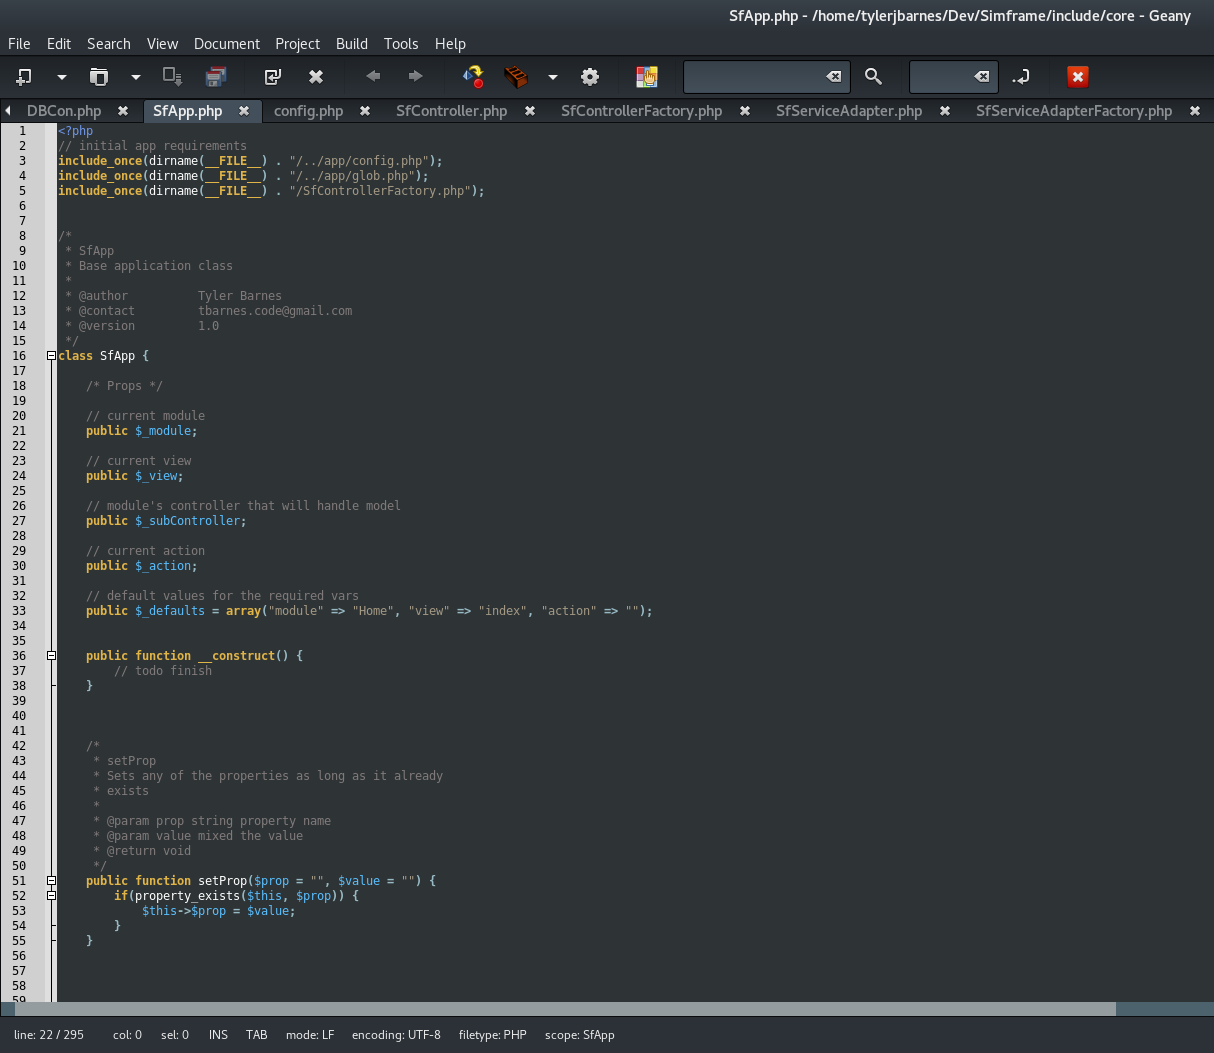 SfApp.php - /home/tylerjbarnes/Dev/Simframe/include/core - Geany
File Edit Search View Document Project Build Tools Help
DBCon.php SfApp.php config.php SfController.php SfControllerFactory.php SfServiceAdapter.php SfServiceAdapterFactory.php
1 <?php
2 // initial app requirements
3 include_once(dirname(__FILE__) . "/../app/config.php");
4 include_once(dirname(__FILE__) . "/../app/glob.php");
5 include_once(dirname(__FILE__) . "/SfControllerFactory.php");
6
7
8 /*
9 * SfApp
10 * Base application class
11 *
12 * @author Tyler Barnes
13 * @contact tbarnes.code@gmail.com
14 * @version 1.0
15 */
16 class SfApp {
17
18 /* Props */
19
20 // current module
21 public $_module;
22
23 // current view
24 public $_view;
25
26 // module's controller that will handle model
27 public $_subController;
28
29 // current action
30 public $_action;
31
32 // default values for the required vars
33 public $_defaults = array("module" => "Home", "view" => "index", "action" => "");
34
35
36 public function __construct() {
37 // todo finish
38 }
39
40
41
42 /*
43 * setProp
44 * Sets any of the properties as long as it already
45 * exists
46 *
47 * @param prop string property name
48 * @param value mixed the value
49 * @return void
50 */
51 public function setProp($prop = "", $value = "") {
52 if(property_exists($this, $prop)) {
53 $this->$prop = $value;
54 }
55 }
56
57
58
59
line: 22 / 295 col: 0 sel: 0 INS TAB mode: LF encoding: UTF-8 filetype: PHP scope: SfApp